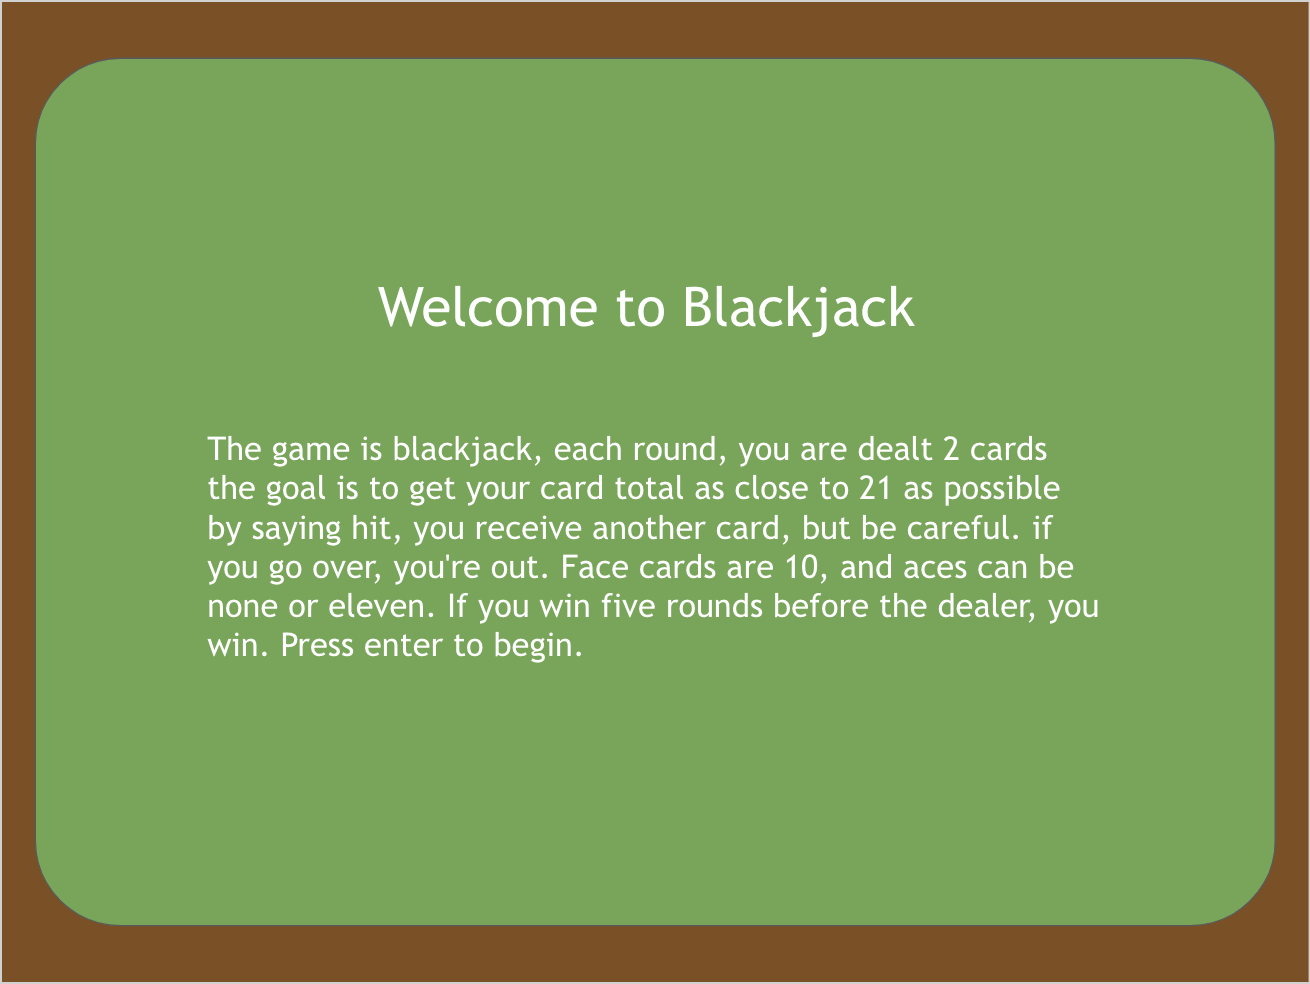 Welcome to Blackjack
The game is blackjack, each round, you are dealt 2 cards
the goal is to get your card total as close to 21 as possible
by saying hit, you receive another card, but be careful. if
you go over, you're out. Face cards are 10, and aces can be
none or eleven. If you win five rounds before the dealer, you
win. Press enter to begin.